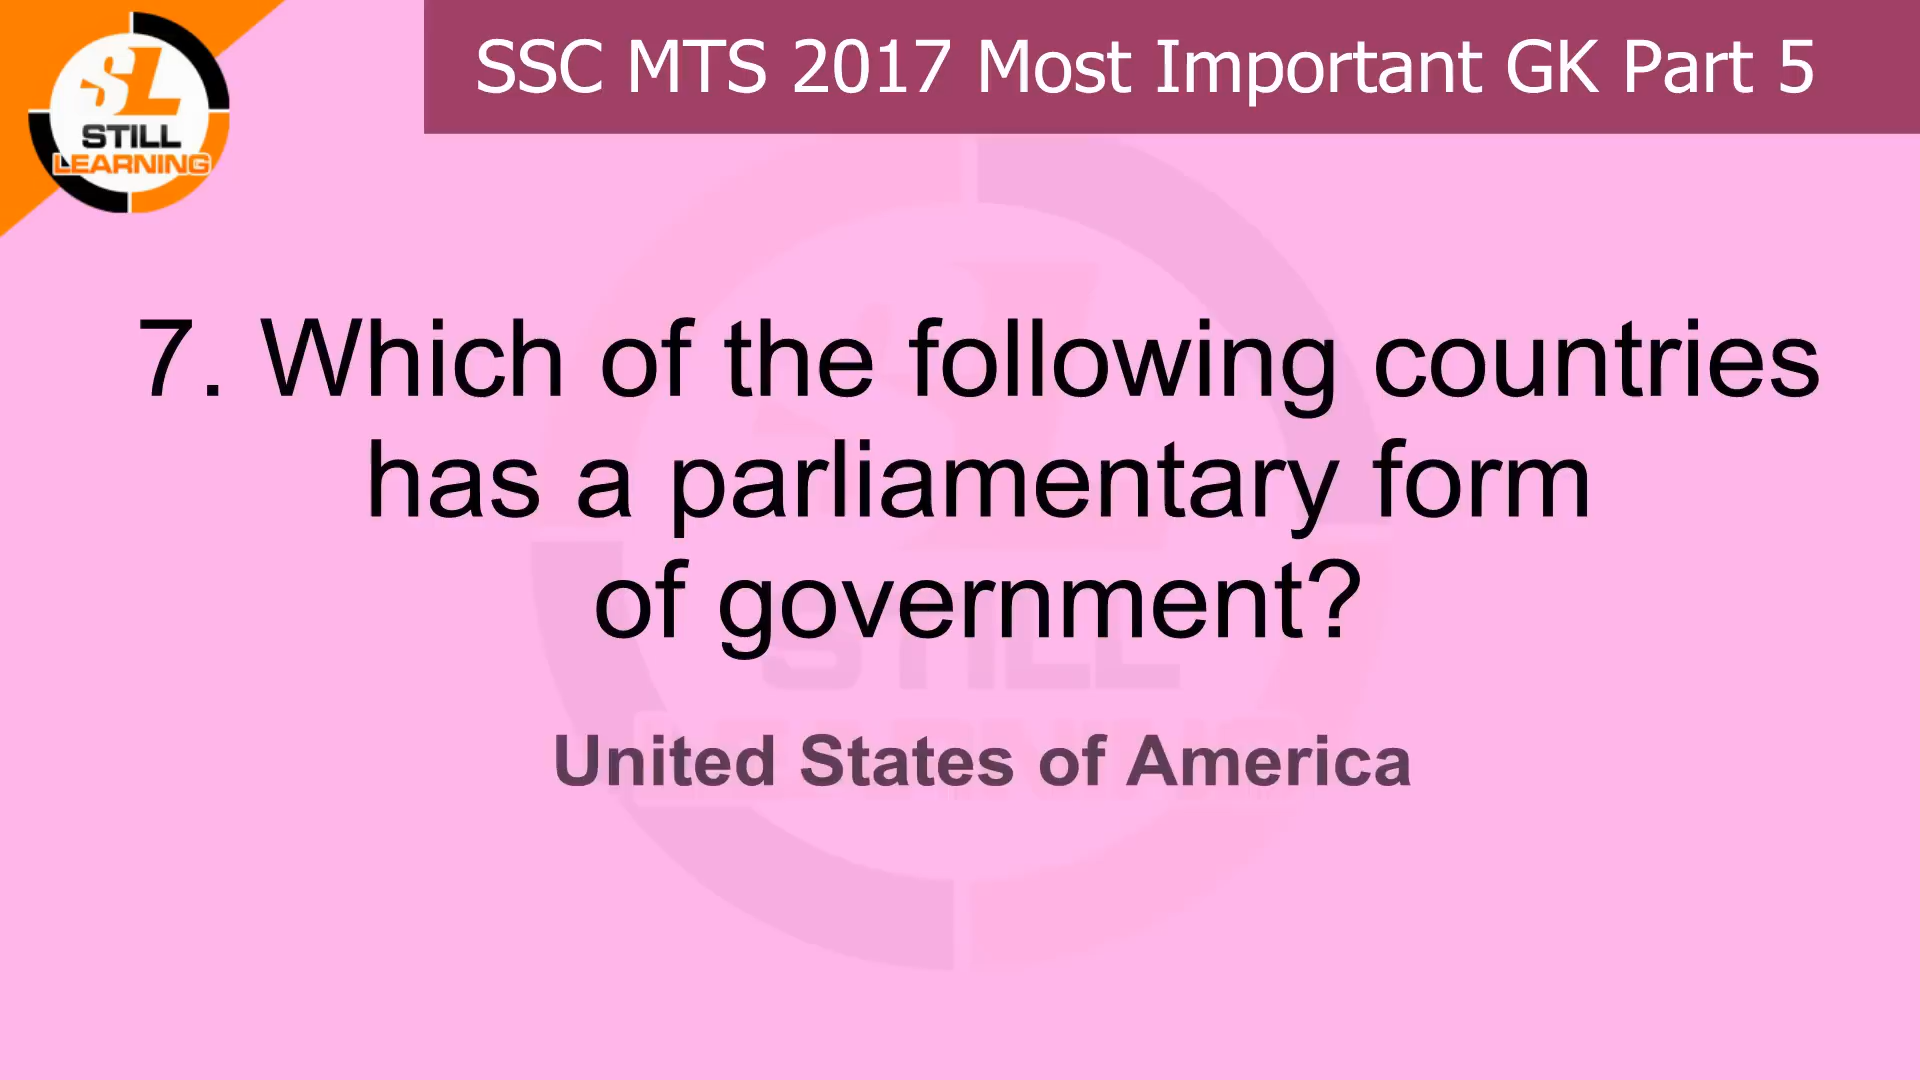 SL
STILL
LEARNING
SSC MTS 2017 Most Important GK Part 5
7. Which of the following countries
has a parliamentary form
of government?
United States of America